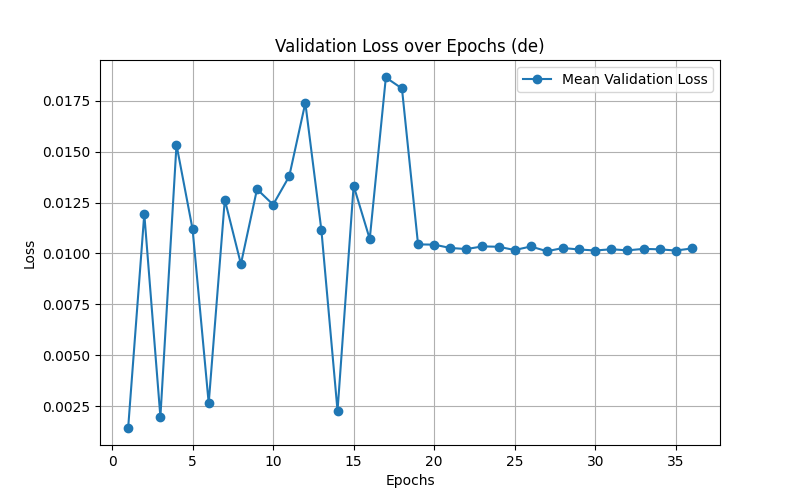 Validation Loss over Epochs (de)
Mean Validation Loss
0.0175
0.0150
0.0125
0.0100
0.0075
0.0050
0.0025
Loss
0 5 10 15 20 25 30 35
Epochs